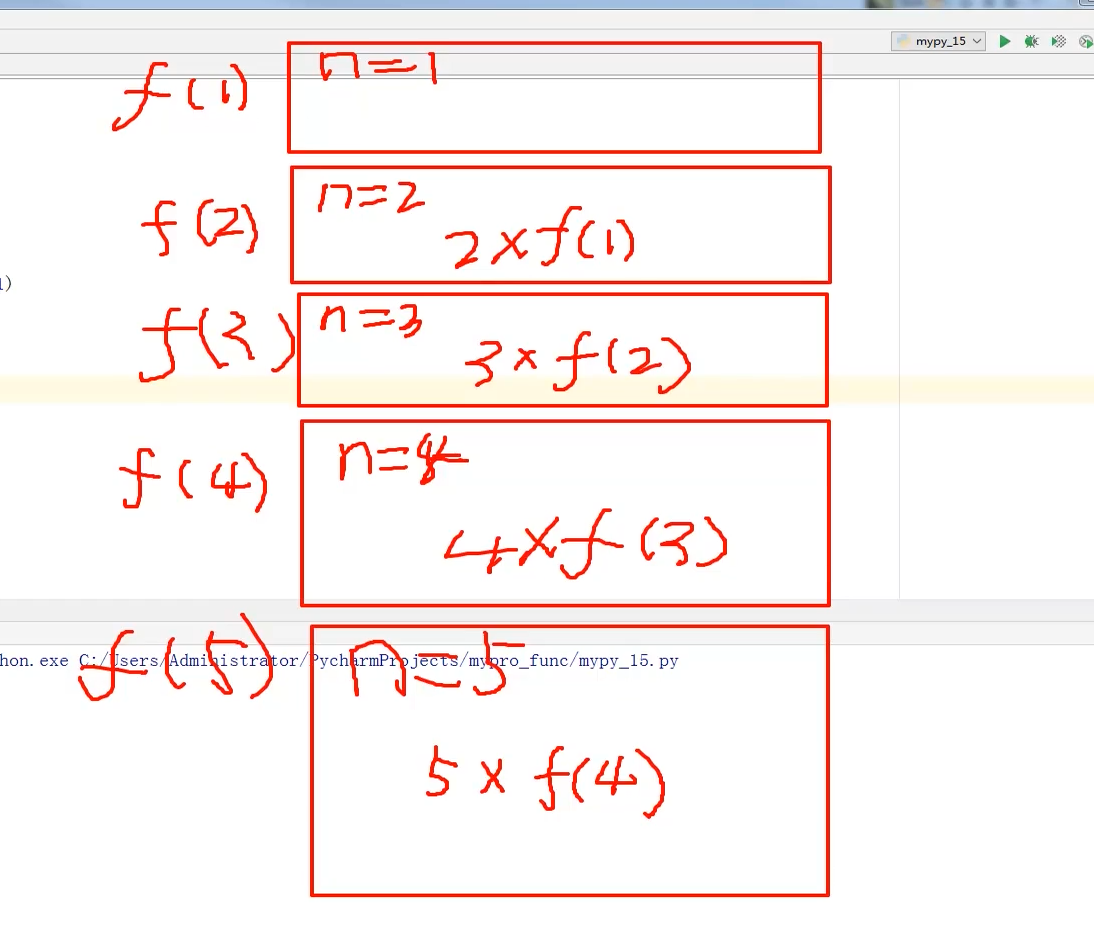 mypy_15
f(1) n=1
f(2) n=2
2×f(1)
1)
f(3) n=3
3×f(2)
f(4) n=4
4×f(3)
f(5) n=5
hon.exe C:/Users/Administrator/PycharmProjects/mypro_func/mypy_15.py
5×f(4)